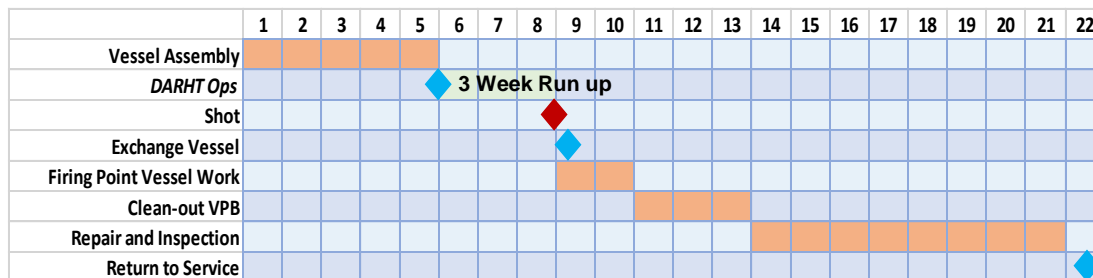 1 2 3 4 5 6 7 8 9 10 11 12 13 14 15 16 17 18 19 20 21 22
Vessel Assembly
DARHT Ops 3 Week Run up
Shot
Exchange Vessel
Firing Point Vessel Work
Clean-out VPB
Repair and Inspection
Return to Service